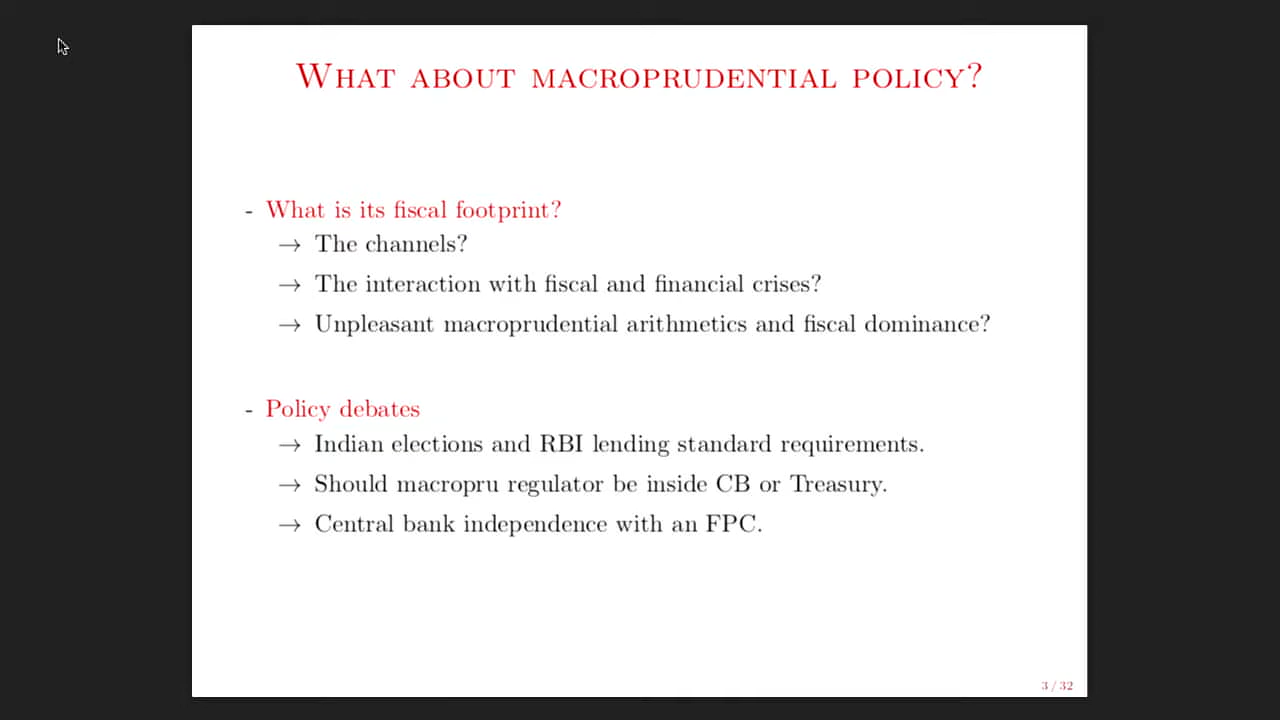 What about macroprudential policy?
- What is its fiscal footprint?
→ The channels?
→ The interaction with fiscal and financial crises?
→ Unpleasant macroprudential arithmetics and fiscal dominance?
- Policy debates
→ Indian elections and RBI lending standard requirements.
→ Should macropru regulator be inside CB or Treasury.
→ Central bank independence with an FPC.
3 / 32